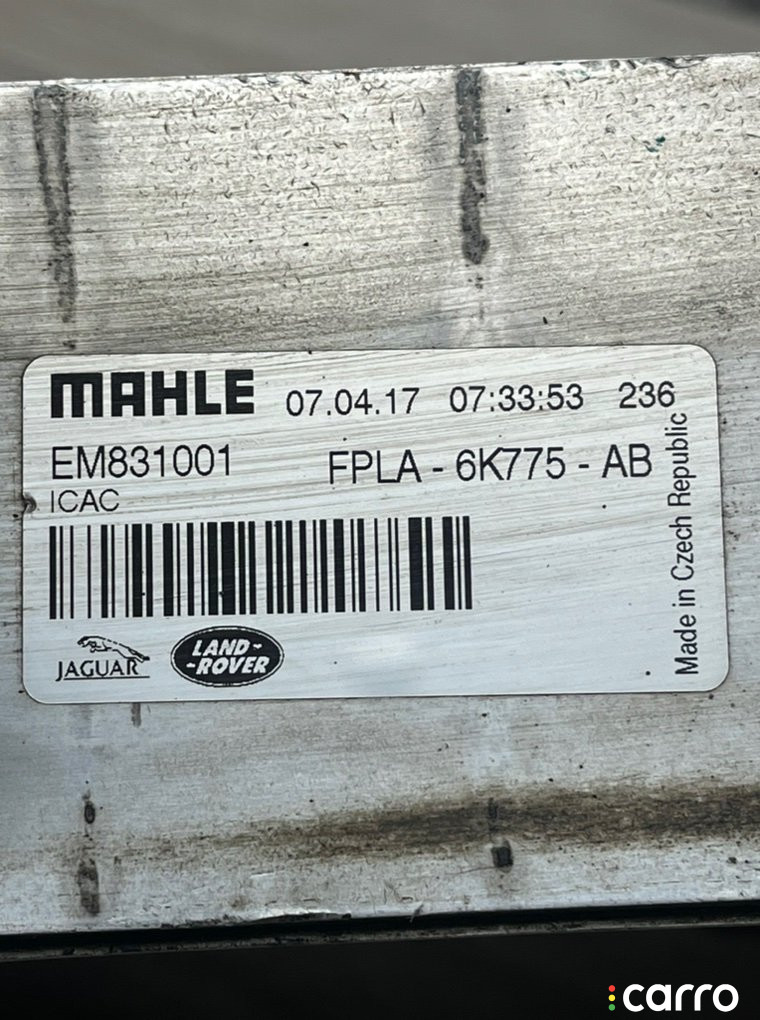 MAHLE 07.04.17 07:33:53 236
EM831001 FPLA - 6K775 - AB
ICAC
JAGUAR
LAND-
-ROVER
Made in Czech Republic
carro